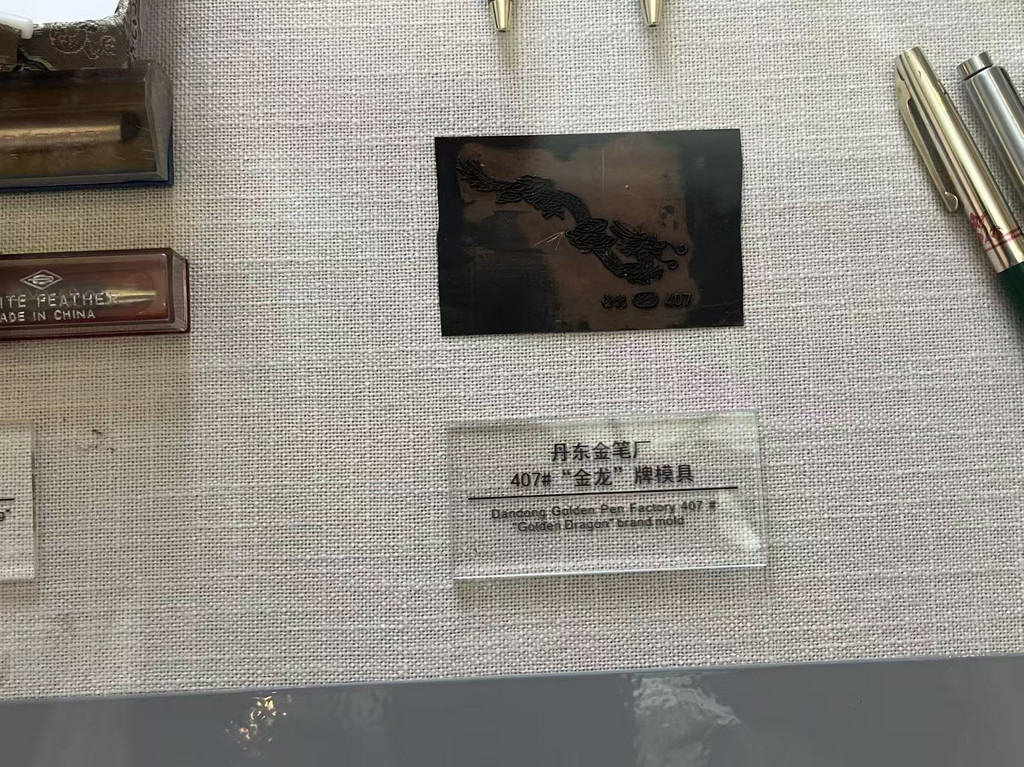 ITE FEATHER
ADE IN CHINA
407
丹东金笔厂
407#“金龙”牌模具
Dandong Golden Pen Factory 407 #
"Golden Dragon" brand mold